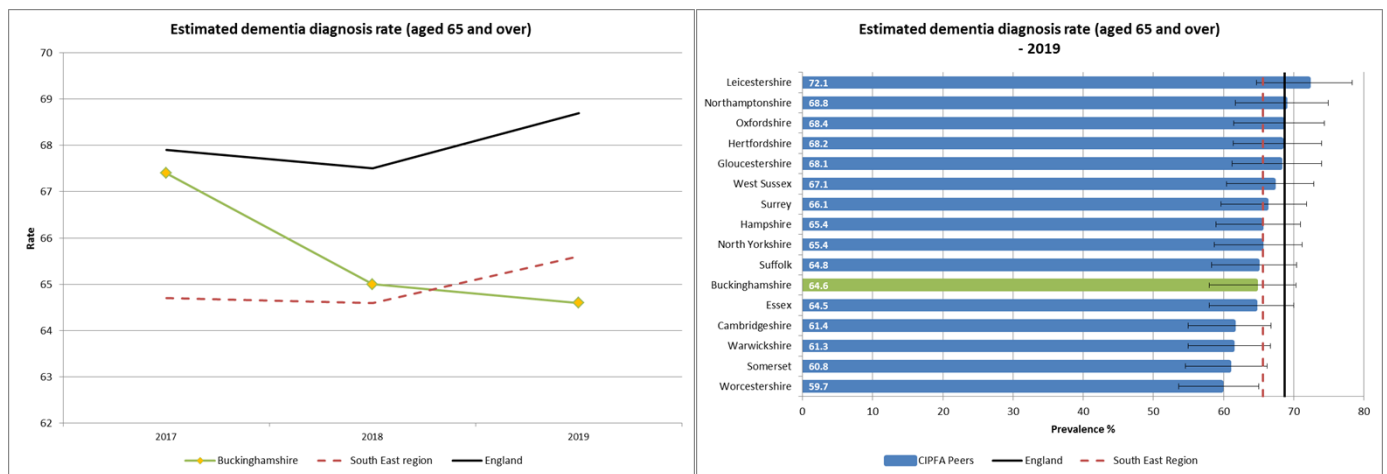 Estimated dementia diagnosis rate (aged 65 and over)
70
69
68
67
66
65
64
63
62
Rate
2017
2018
2019
Buckinghamshire
South East region
England
Estimated dementia diagnosis rate (aged 65 and over)
- 2019
Leicestershire 72.1
Northamptonshire 68.8
Oxfordshire 68.4
Hertfordshire 68.2
Gloucestershire 68.1
West Sussex 67.1
Surrey 66.1
Hampshire 65.4
North Yorkshire 65.4
Suffolk 64.8
Buckinghamshire 64.6
Essex 64.5
Cambridgeshire 61.4
Warwickshire 61.3
Somerset 60.8
Worcestershire 59.7
0 10 20 30 40 50 60 70 80
Prevalence %
CIPFA Peers
England
South East Region